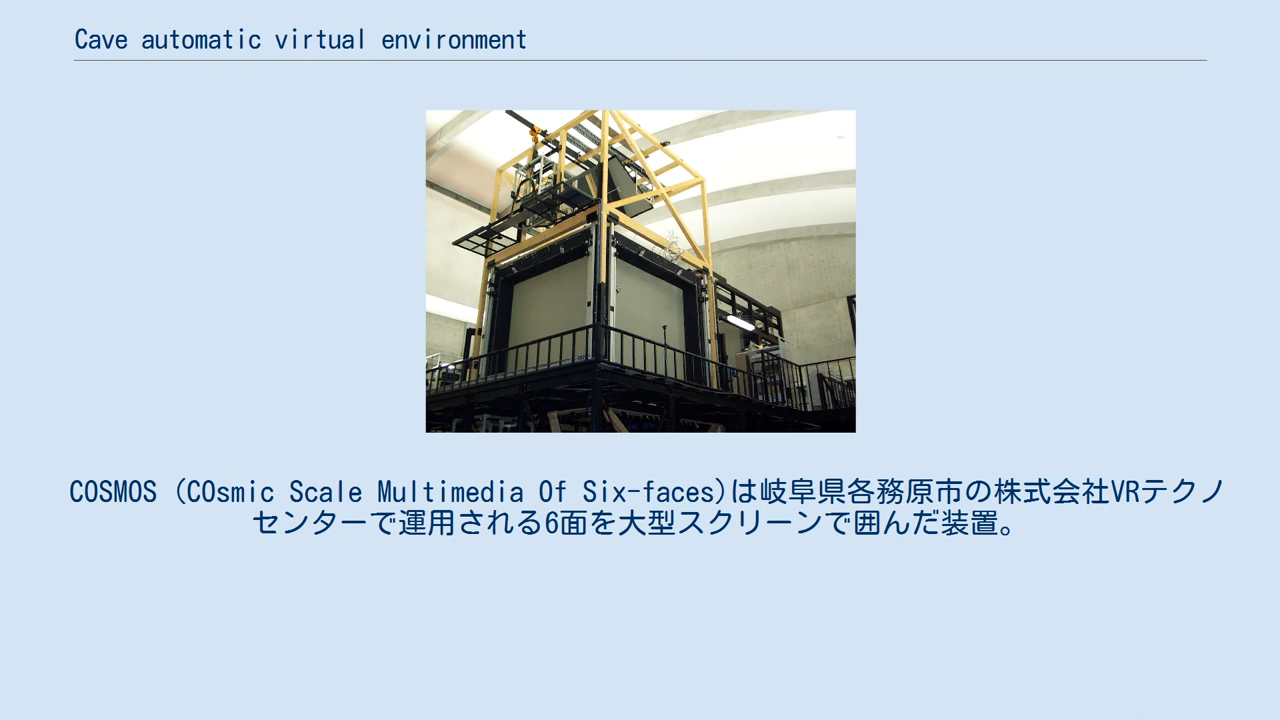 Cave automatic virtual environment
COSMOS (COsmic Scale Multimedia Of Six-faces)は岐阜県各務原市の株式会社VRテクノ
センターで運用される6面を大型スクリーンで囲んだ装置。